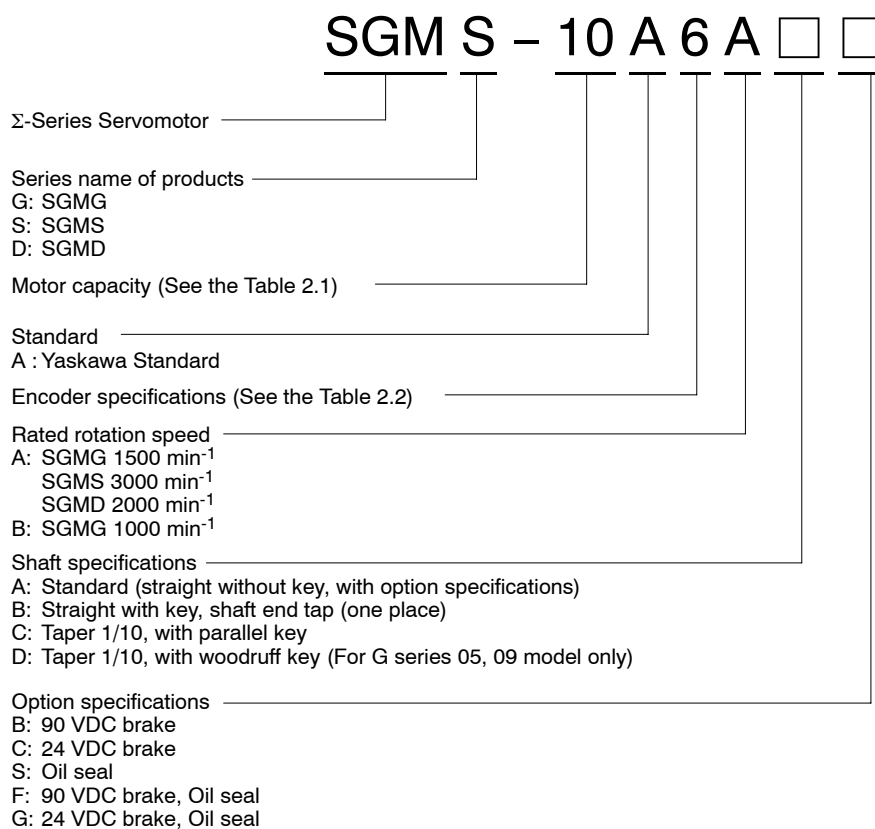 SGM S – 10 A 6 A □ □
Σ-Series Servomotor
Series name of products
G: SGMG
S: SGMS
D: SGMD
Motor capacity (See the Table 2.1)
Standard
A : Yaskawa Standard
Encoder specifications (See the Table 2.2)
Rated rotation speed
A: SGMG 1500 min-1
SGMS 3000 min-1
SGMD 2000 min-1
B: SGMG 1000 min-1
Shaft specifications
A: Standard (straight without key, with option specifications)
B: Straight with key, shaft end tap (one place)
C: Taper 1/10, with parallel key
D: Taper 1/10, with woodruff key (For G series 05, 09 model only)
Option specifications
B: 90 VDC brake
C: 24 VDC brake
S: Oil seal
F: 90 VDC brake, Oil seal
G: 24 VDC brake, Oil seal